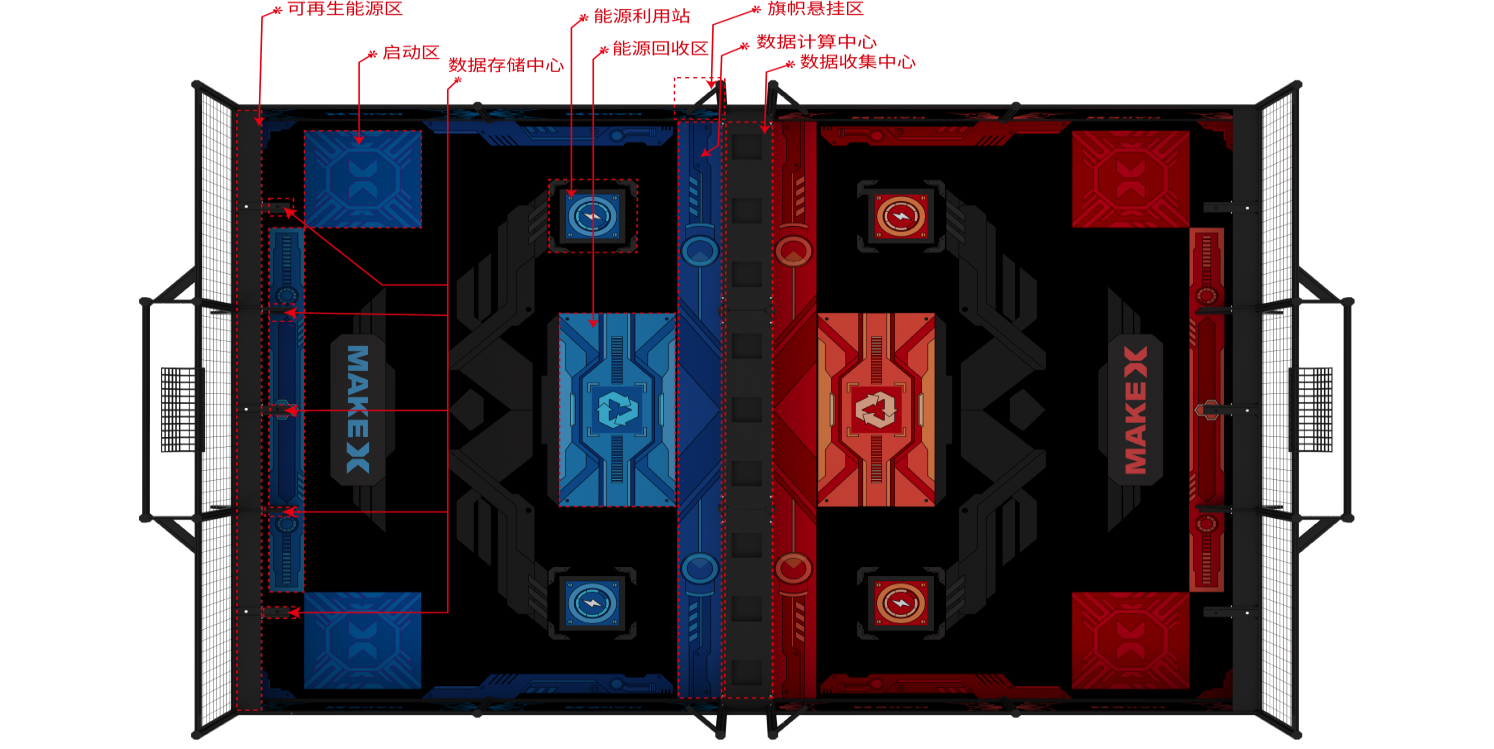 可再生能源区
能源利用站
旗帜悬挂区
启动区
能源回收区
数据计算中心
数据存储中心
数据收集中心
MAKEX
MAKEX